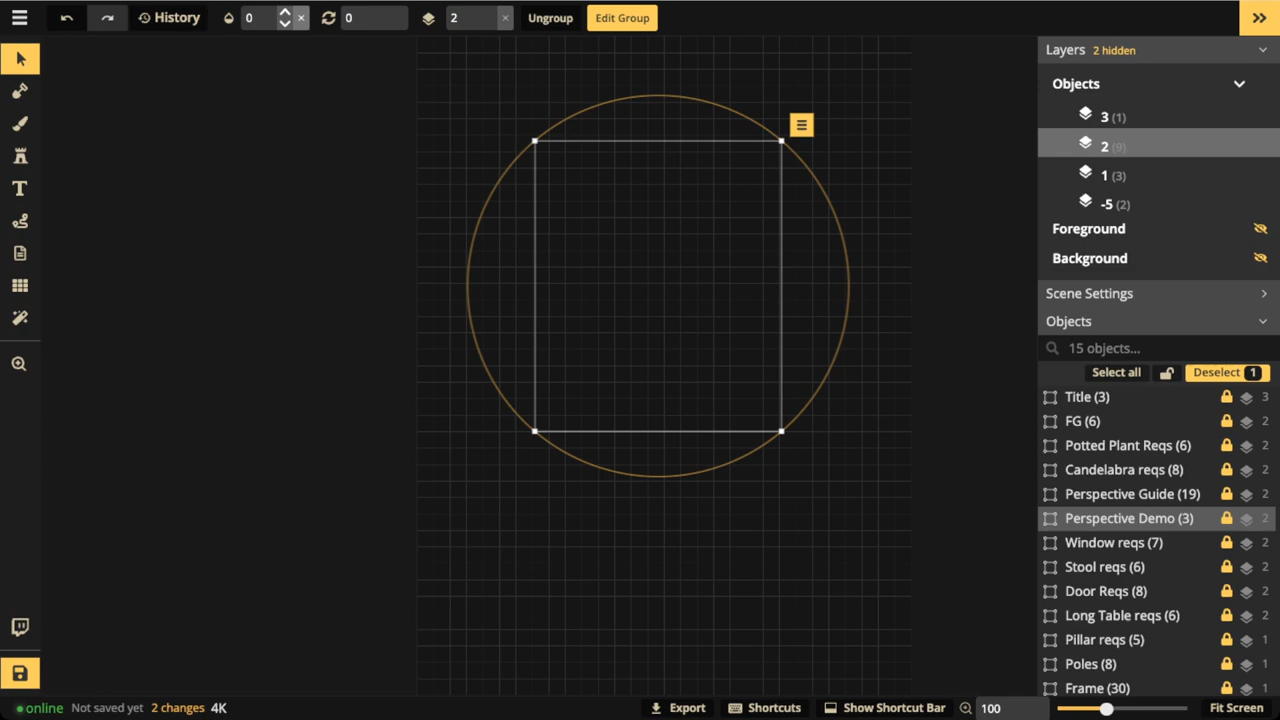 History 0 × 0 2 × Ungroup Edit Group
T
Layers 2 hidden
Objects
3 (1)
2 (9)
1 (3)
-5 (2)
Foreground
Background
Scene Settings
Objects
15 objects...
Select all Deselect 1
Title (3) 3
FG (6) 2
Potted Plant Reqs (6) 2
Candelabra reqs (8) 2
Perspective Guide (19) 2
Perspective Demo (3) 2
Window reqs (7) 2
Stool reqs (6) 2
Door Reqs (8) 2
Long Table reqs (6) 2
Pillar reqs (5) 1
Poles (8) 1
Frame (30) 1
online Not saved yet 2 changes 4K Export Shortcuts Show Shortcut Bar 100 Fit Screen